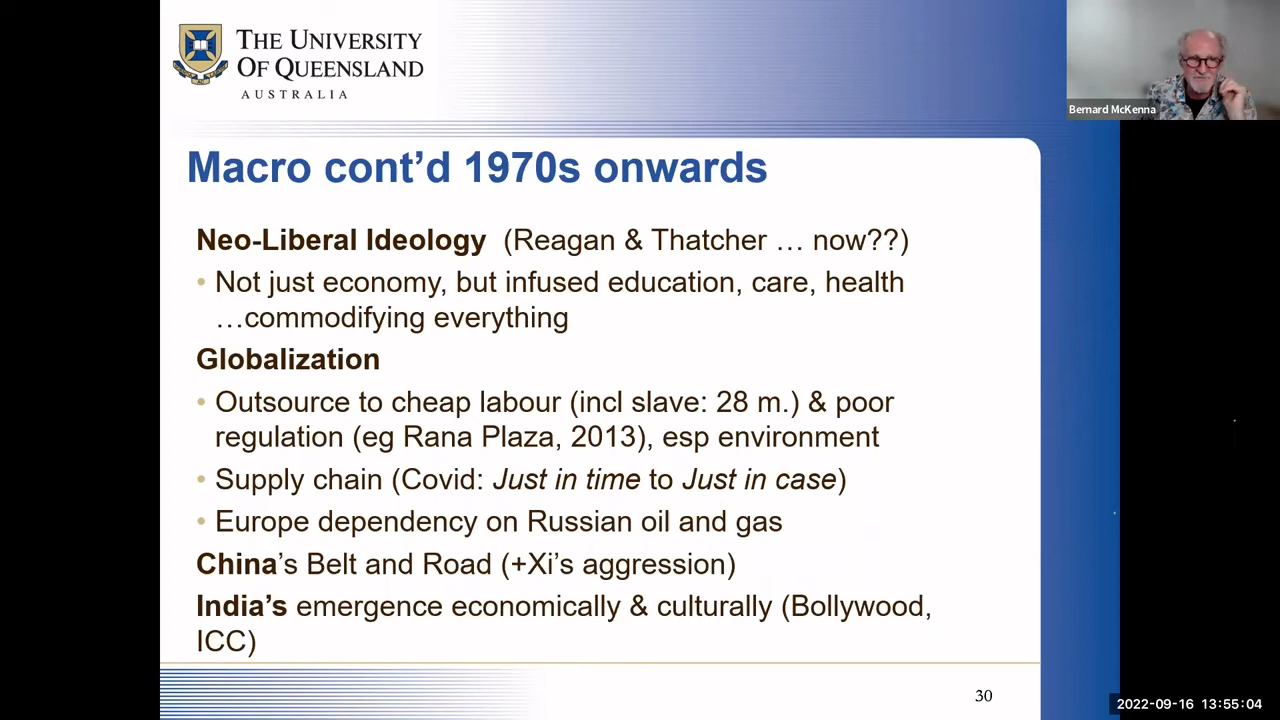 THE UNIVERSITY
OF QUEENSLAND
AUSTRALIA
Bernard McKenna
Macro cont’d 1970s onwards
Neo-Liberal Ideology (Reagan & Thatcher … now??)
• Not just economy, but infused education, care, health
…commodifying everything
Globalization
• Outsource to cheap labour (incl slave: 28 m.) & poor
regulation (eg Rana Plaza, 2013), esp environment
• Supply chain (Covid: Just in time to Just in case)
• Europe dependency on Russian oil and gas
China’s Belt and Road (+Xi’s aggression)
India’s emergence economically & culturally (Bollywood,
ICC)
30
2022-09-16 13:55:04